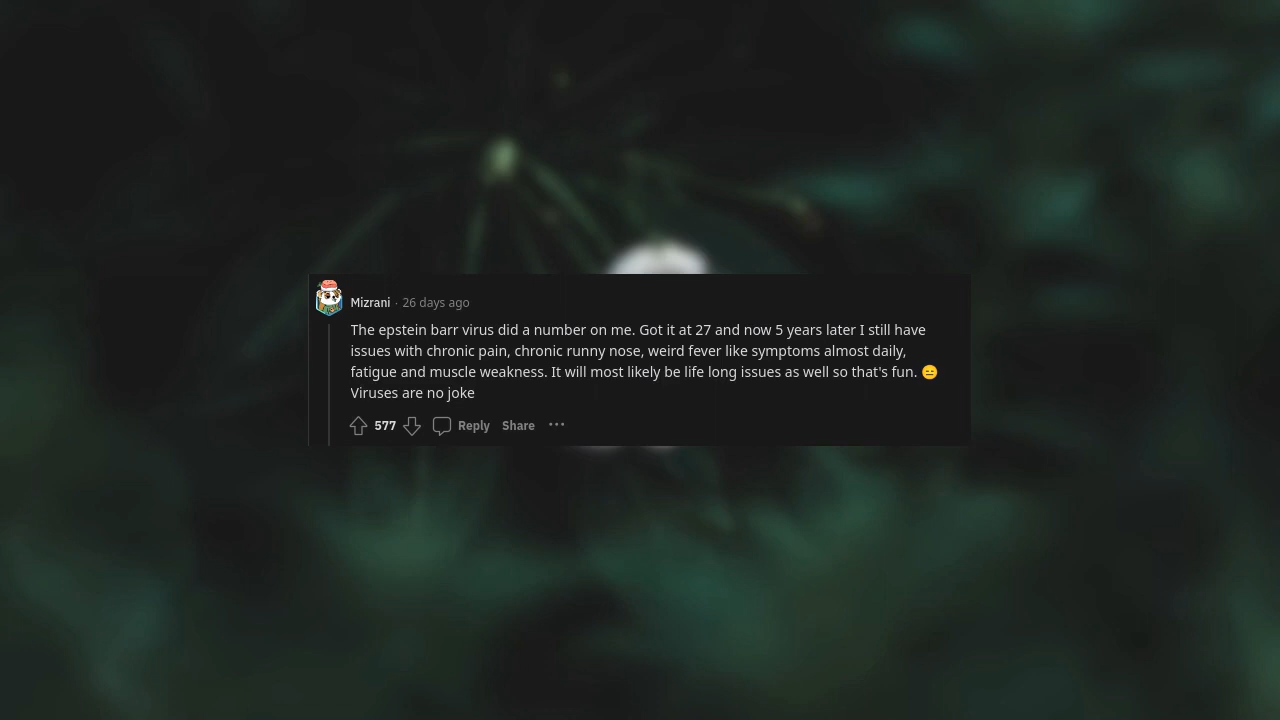 Mizrani · 26 days ago
The epstein barr virus did a number on me. Got it at 27 and now 5 years later I still have
issues with chronic pain, chronic runny nose, weird fever like symptoms almost daily,
fatigue and muscle weakness. It will most likely be life long issues as well so that's fun. 😑
Viruses are no joke
577 Reply Share ···